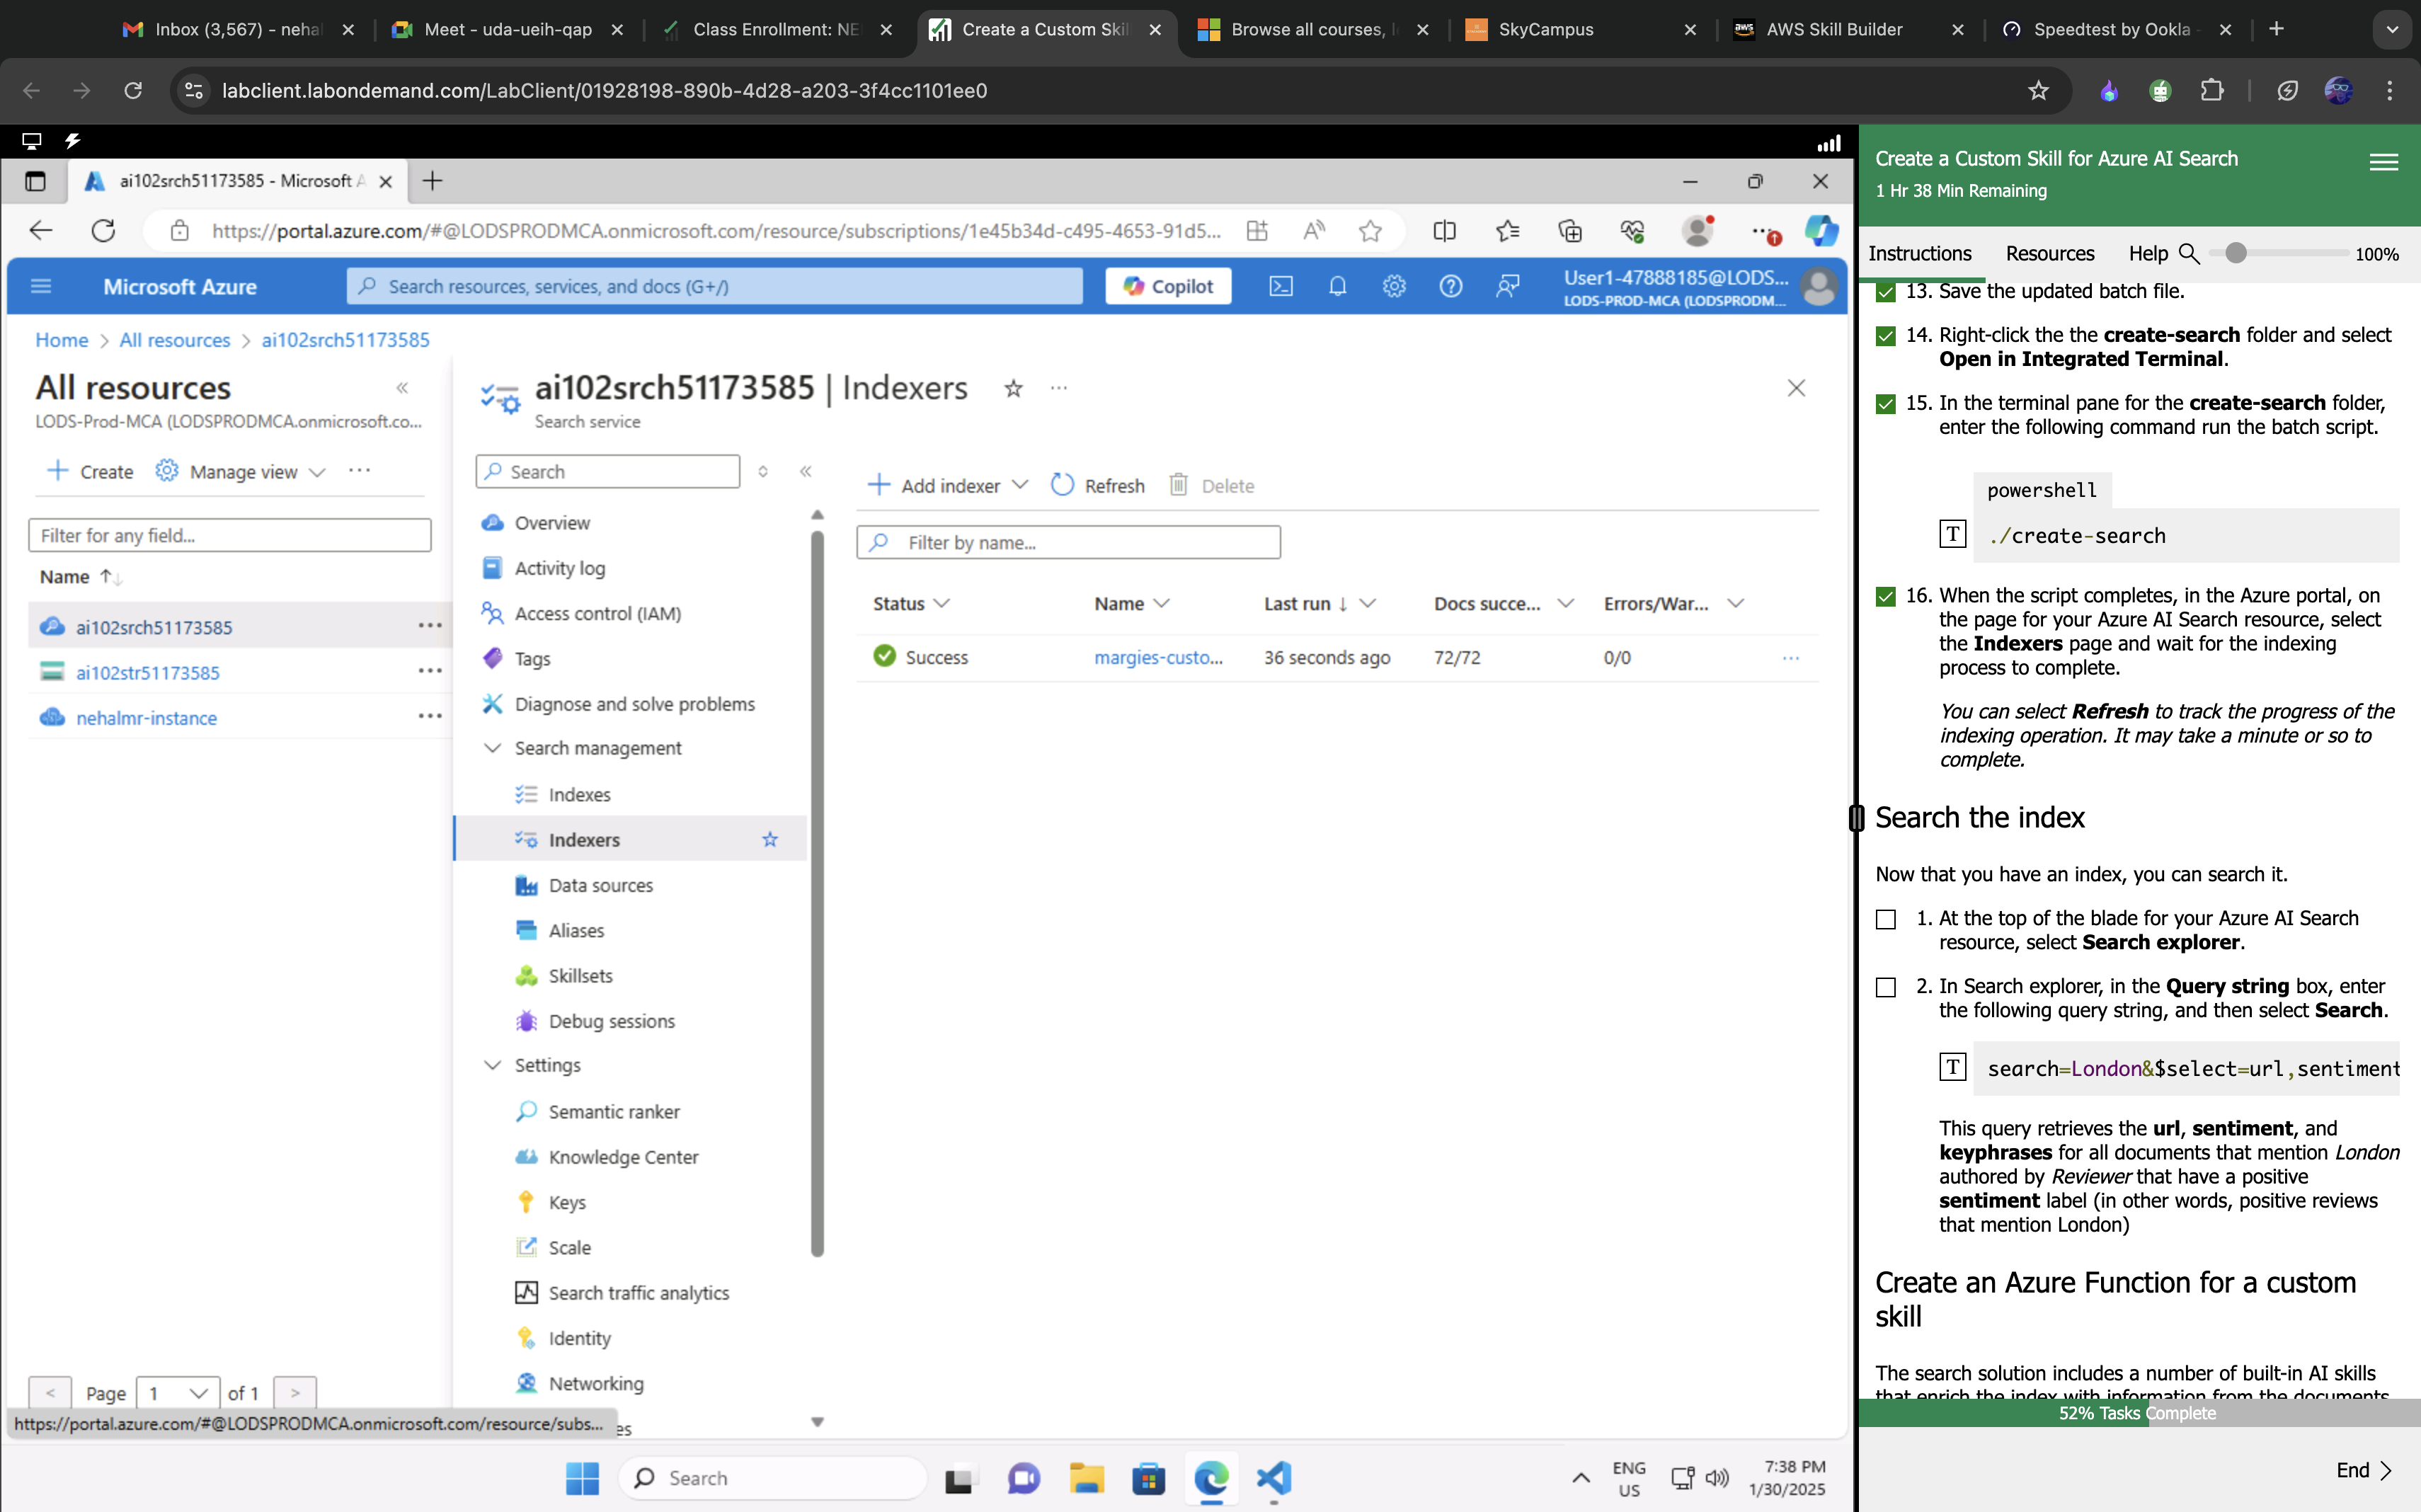 Inbox (3,567) - neha
Meet - uda-ueih-qap
Class Enrollment: NE
Create a Custom Skil
Browse all courses, l
SkyCampus
aws
AWS Skill Builder
Speedtest by Ookla -
labclient.labondemand.com/LabClient/01928198-890b-4d28-a203-3f4cc1101ee0
ai102srch51173585 - Microsoft A
https://portal.azure.com/#@LODSPRODMCA.onmicrosoft.com/resource/subscriptions/1e45b34d-c495-4653-91d5...
Microsoft Azure
Search resources, services, and docs (G+/)
Copilot
User1-47888185@LODS...
LODS-PROD-MCA (LODSPRODM...
Home > All resources > ai102srch51173585
All resources
LODS-Prod-MCA (LODSPRODMCA.onmicrosoft.co...
Create
Manage view
Filter for any field...
Name
ai102srch51173585
ai102str51173585
nehalmr-instance
< Page 1 of 1 >
https://portal.azure.com/#@LODSPRODMCA.onmicrosoft.com/resource/subs...
ai102srch51173585 | Indexers
Search service
Search
Overview
Activity log
Access control (IAM)
Tags
Diagnose and solve problems
Search management
Indexes
Indexers
Data sources
Aliases
Skillsets
Debug sessions
Settings
Semantic ranker
Knowledge Center
Keys
Scale
Search traffic analytics
Identity
Networking
es
Add indexer
Refresh
Delete
Filter by name...
Status Name Last run ↓ Docs succe... Errors/War...
Success margies-custo... 36 seconds ago 72/72 0/0
Search
ENG
US
7:38 PM
1/30/2025
Create a Custom Skill for Azure AI Search
1 Hr 38 Min Remaining
Instructions Resources Help 100%
13. Save the updated batch file.
14. Right-click the the create-search folder and select
Open in Integrated Terminal.
15. In the terminal pane for the create-search folder,
enter the following command run the batch script.
powershell
T ./create-search
16. When the script completes, in the Azure portal, on
the page for your Azure AI Search resource, select
the Indexers page and wait for the indexing
process to complete.
You can select Refresh to track the progress of the
indexing operation. It may take a minute or so to
complete.
Search the index
Now that you have an index, you can search it.
1. At the top of the blade for your Azure AI Search
resource, select Search explorer.
2. In Search explorer, in the Query string box, enter
the following query string, and then select Search.
T search=London&$select=url,sentiment
This query retrieves the url, sentiment, and
keyphrases for all documents that mention London
authored by Reviewer that have a positive
sentiment label (in other words, positive reviews
that mention London)
Create an Azure Function for a custom
skill
The search solution includes a number of built-in AI skills
that enrich the index with information from the documents
52% Tasks Complete
End